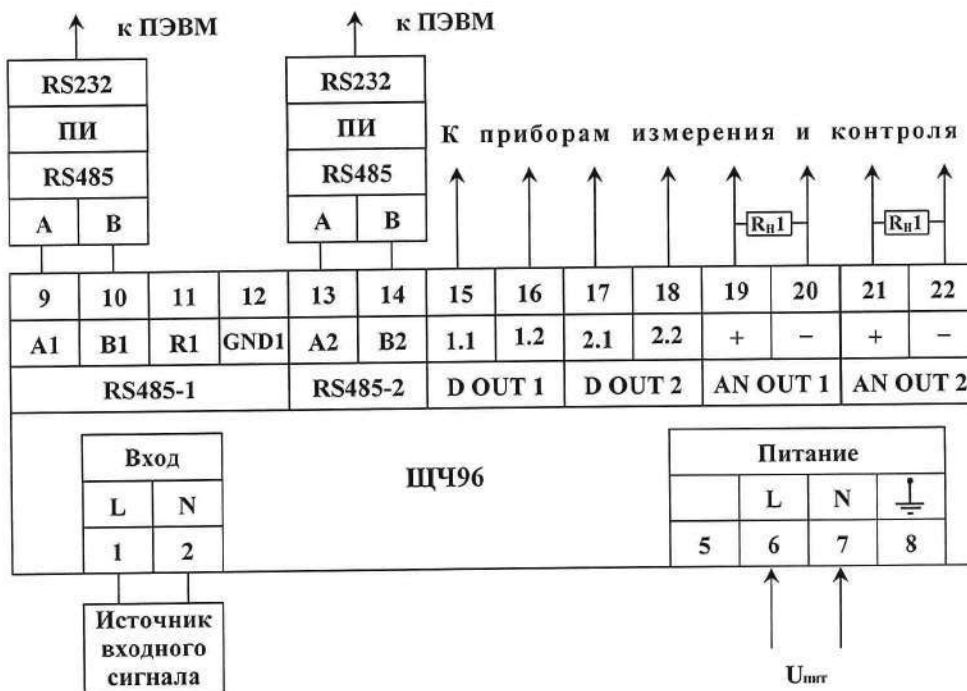 к ПЭВМ к ПЭВМ
RS232 RS232
ПИ ПИ
К приборам измерения и контроля
RS485 RS485
A B A B
Rн1 Rн1
9 10 11 12 13 14 15 16 17 18 19 20 21 22
A1 B1 R1 GND1 A2 B2 1.1 1.2 2.1 2.2 + − + −
RS485-1 RS485-2 D OUT 1 D OUT 2 AN OUT 1 AN OUT 2
Вход ЩЧ96 Питание
L N L N
1 2 5 6 7 8
Источник
входного
сигнала
Uпит